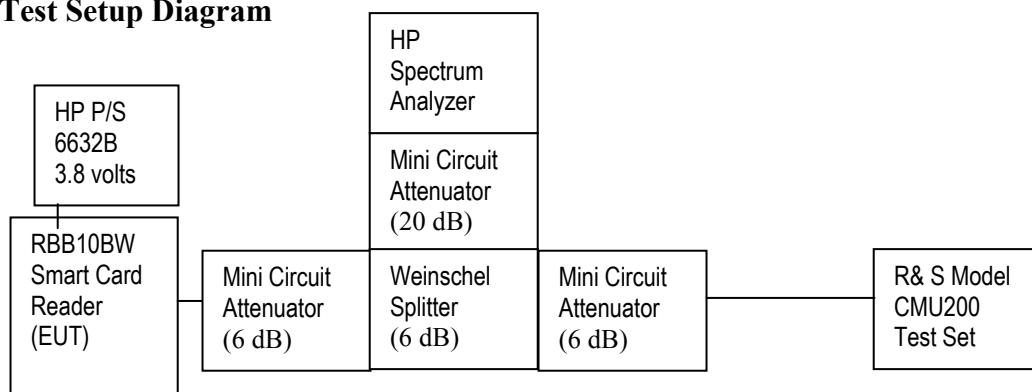 Test Setup Diagram
HP
Spectrum
Analyzer
HP P/S
6632B
3.8 volts
Mini Circuit
Attenuator
(20 dB)
RBB10BW
Smart Card
Reader
(EUT)
Mini Circuit
Attenuator
(6 dB)
Weinschel
Splitter
(6 dB)
Mini Circuit
Attenuator
(6 dB)
R& S Model
CMU200
Test Set